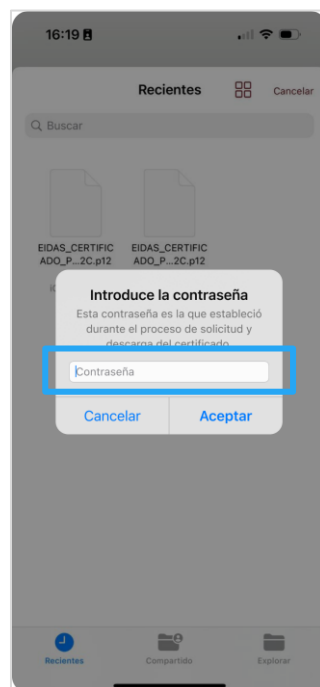 16:19
Recientes
Cancelar
Buscar
EIDAS_CERTIFIC
ADO_P...2C.p12
EIDAS_CERTIFIC
ADO_P...2C.p12
Introduce la contraseña
Esta contraseña es la que estableció
durante el proceso de solicitud y
descarga del certificado
Contraseña
Cancelar
Aceptar
Recientes
Compartido
Explorar